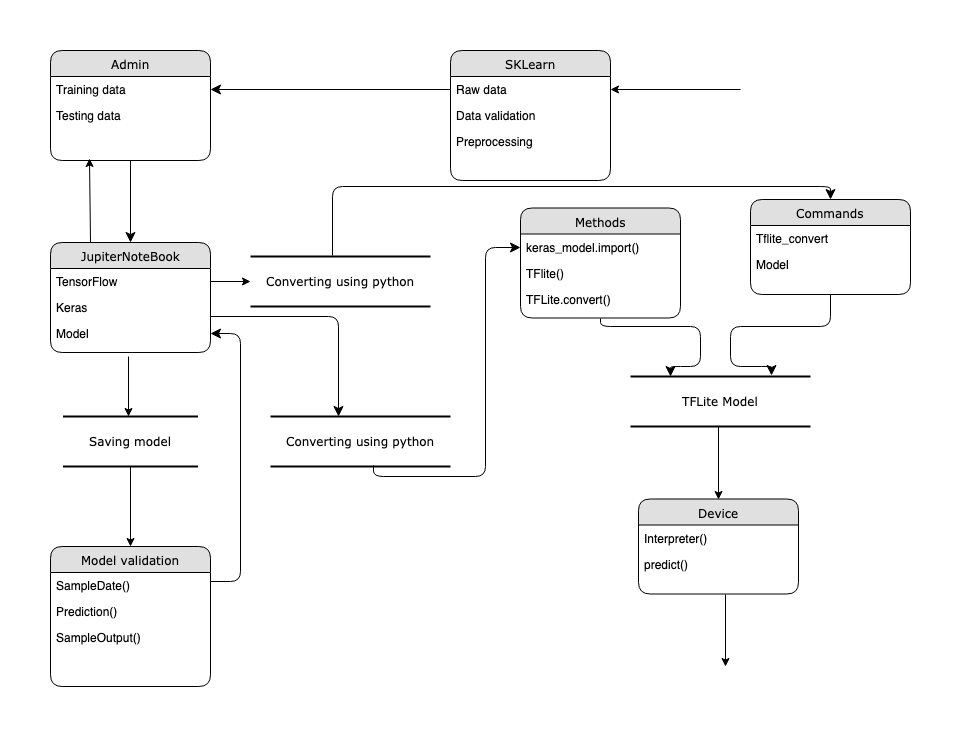 Admin
Training data
Testing data
SKLearn
Raw data
Data validation
Preprocessing
JupiterNoteBook
TensorFlow
Keras
Model
Converting using python
Methods
keras_model.import()
TFlite()
TFLite.convert()
Commands
Tflite_convert
Model
Saving model
Converting using python
TFLite Model
Model validation
SampleDate()
Prediction()
SampleOutput()
Device
Interpreter()
predict()